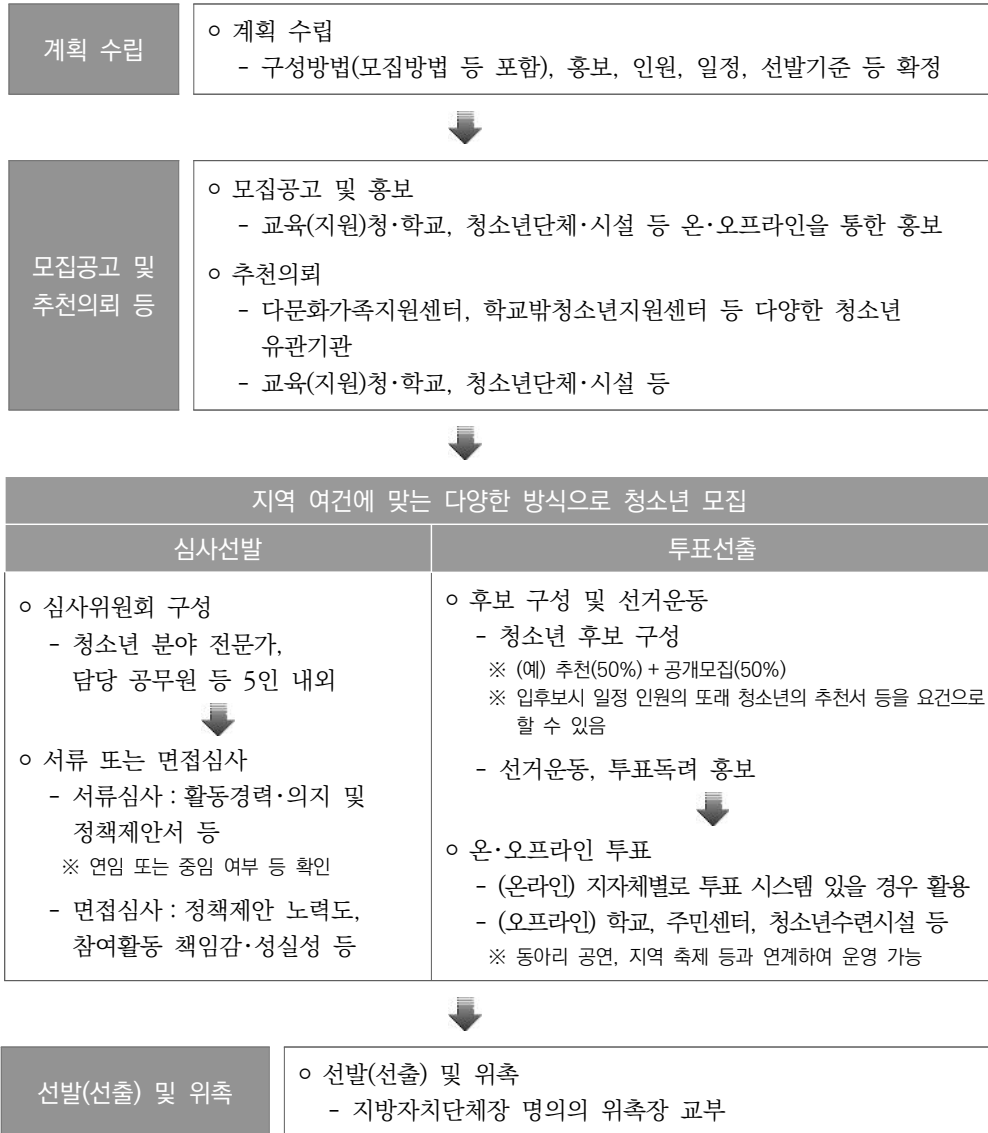 계획 수립
○ 계획 수립
- 구성방법(모집방법 등 포함), 홍보, 인원, 일정, 선발기준 등 확정
모집공고 및
추천의뢰 등
○ 모집공고 및 홍보
- 교육(지원)청·학교, 청소년단체·시설 등 온·오프라인을 통한 홍보
○ 추천의뢰
- 다문화가족지원센터, 학교밖청소년지원센터 등 다양한 청소년
유관기관
- 교육(지원)청·학교, 청소년단체·시설 등
지역 여건에 맞는 다양한 방식으로 청소년 모집
심사선발
○ 심사위원회 구성
- 청소년 분야 전문가,
담당 공무원 등 5인 내외
○ 서류 또는 면접심사
- 서류심사 : 활동경력·의지 및
정책제안서 등
※ 연임 또는 중임 여부 등 확인
- 면접심사 : 정책제안 노력도,
참여활동 책임감·성실성 등
투표선출
○ 후보 구성 및 선거운동
- 청소년 후보 구성
※ (예) 추천(50%) + 공개모집(50%)
※ 입후보시 일정 인원의 또래 청소년의 추천서 등을 요건으로
할 수 있음
- 선거운동, 투표독려 홍보
○ 온·오프라인 투표
- (온라인) 지자체별로 투표 시스템 있을 경우 활용
- (오프라인) 학교, 주민센터, 청소년수련시설 등
※ 동아리 공연, 지역 축제 등과 연계하여 운영 가능
선발(선출) 및 위촉
○ 선발(선출) 및 위촉
- 지방자치단체장 명의의 위촉장 교부